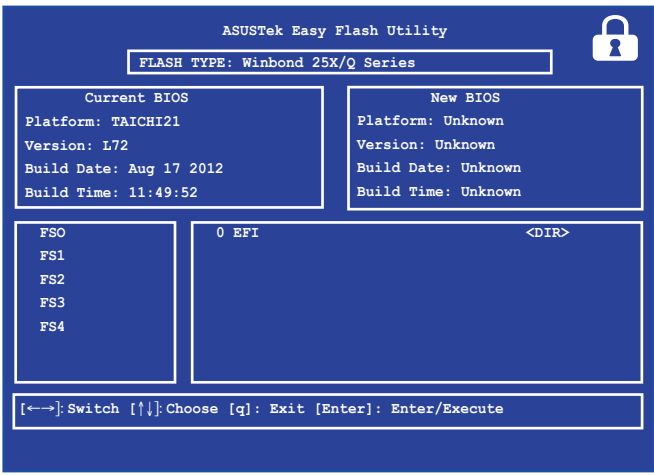 ASUSTek Easy Flash Utility
FLASH TYPE: Winbond 25X/Q Series
Current BIOS
Platform: TAICHI21
Version: L72
Build Date: Aug 17 2012
Build Time: 11:49:52
New BIOS
Platform: Unknown
Version: Unknown
Build Date: Unknown
Build Time: Unknown
FSO
FS1
FS2
FS3
FS4
0 EFI <DIR>
[←→]: Switch [↑↓]: Choose [q]: Exit [Enter]: Enter/Execute